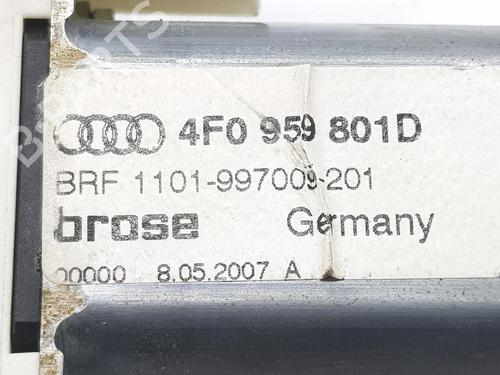 4F0 959 801D
BRF 1101-997009-201
brose Germany
00000 8.05.2007 A